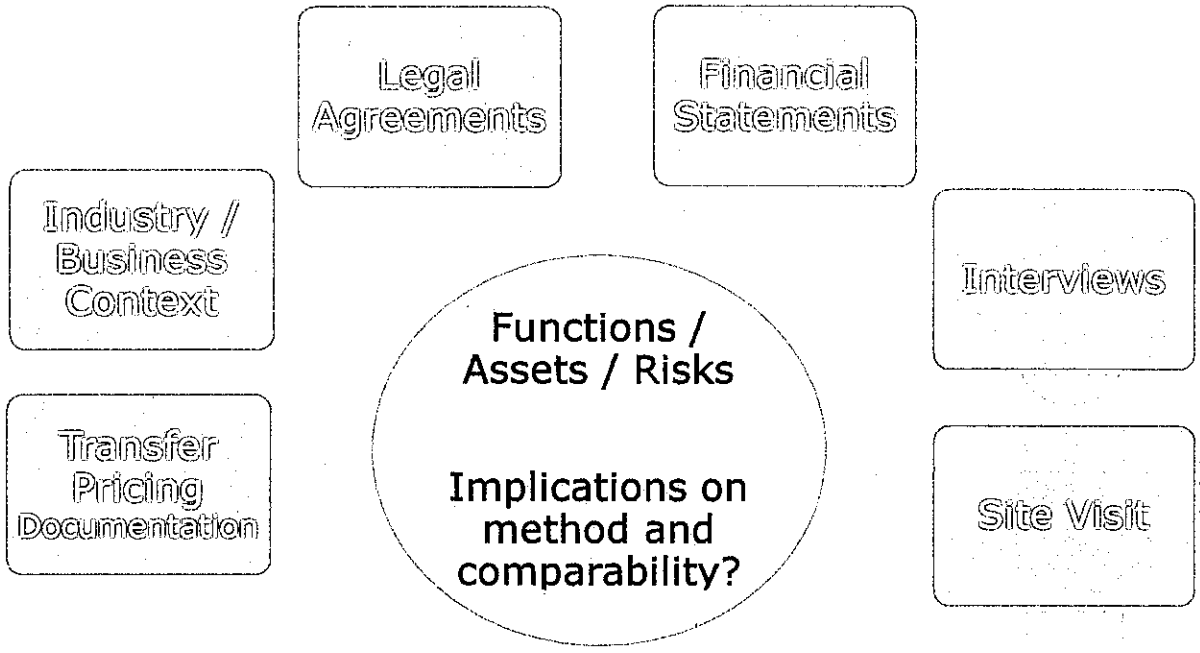 Legal
Agreements
Financial
Statements
Industry /
Business
Context
Interviews
Functions /
Assets / Risks
Transfer
Pricing
Documentation
Implications on
method and
comparability?
Site Visit